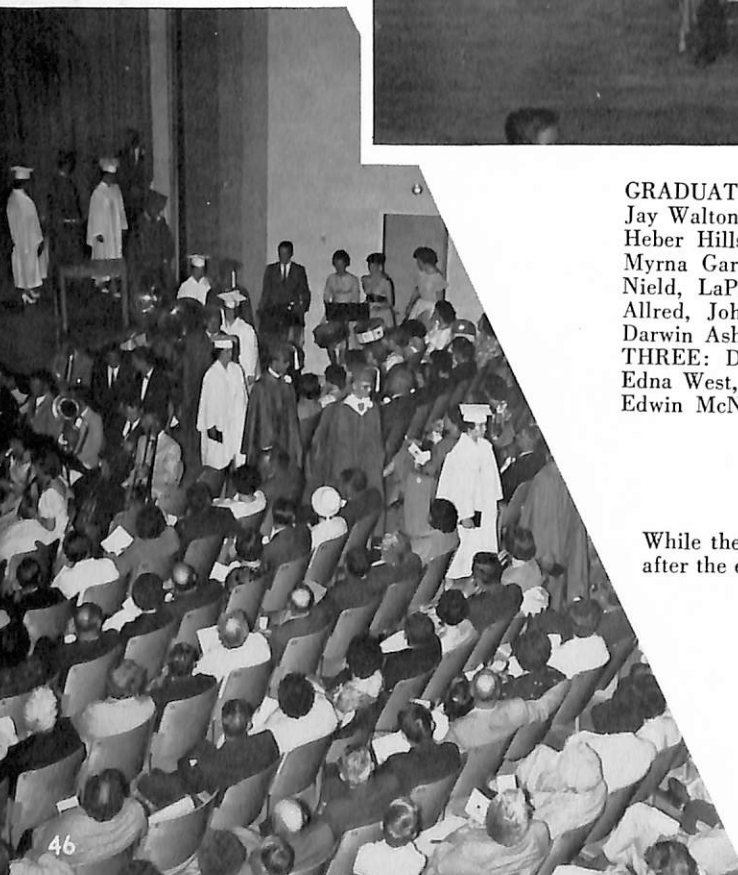 GRADUAT
Jay Walton
Heber Hills
Myrna Gar
Nield, LaP
Allred, Joh
Darwin Ash
THREE: D
Edna West,
Edwin McN
While the
after the e
46